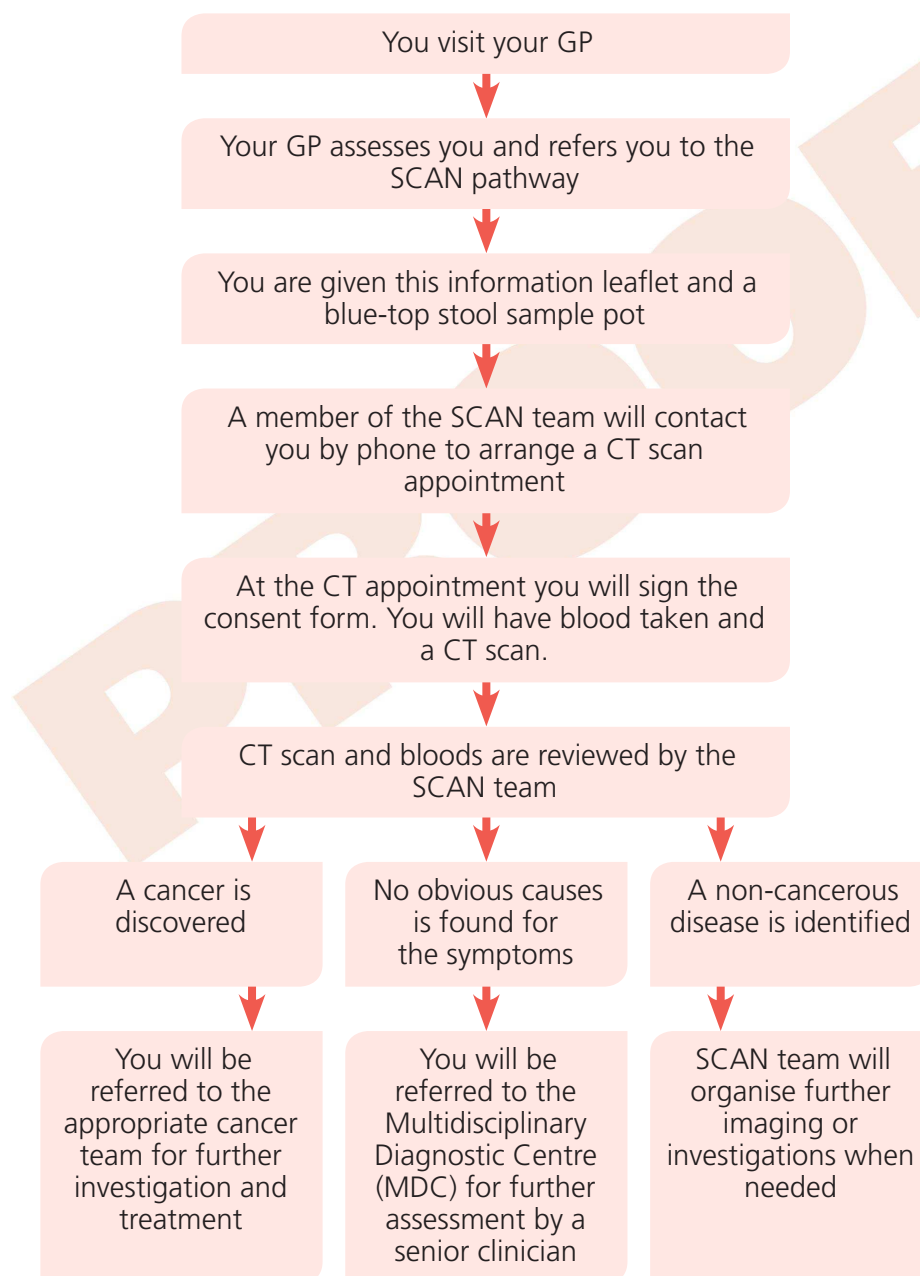 You visit your GP
Your GP assesses you and refers you to the
SCAN pathway
You are given this information leaflet and a
blue-top stool sample pot
A member of the SCAN team will contact
you by phone to arrange a CT scan
appointment
At the CT appointment you will sign the
consent form. You will have blood taken and
a CT scan.
CT scan and bloods are reviewed by the
SCAN team
A cancer is
discovered
No obvious causes
is found for
the symptoms
A non-cancerous
disease is identified
You will be
referred to the
appropriate cancer
team for further
investigation and
treatment
You will be
referred to the
Multidisciplinary
Diagnostic Centre
(MDC) for further
assessment by a
senior clinician
SCAN team will
organise further
imaging or
investigations when
needed
PROOF